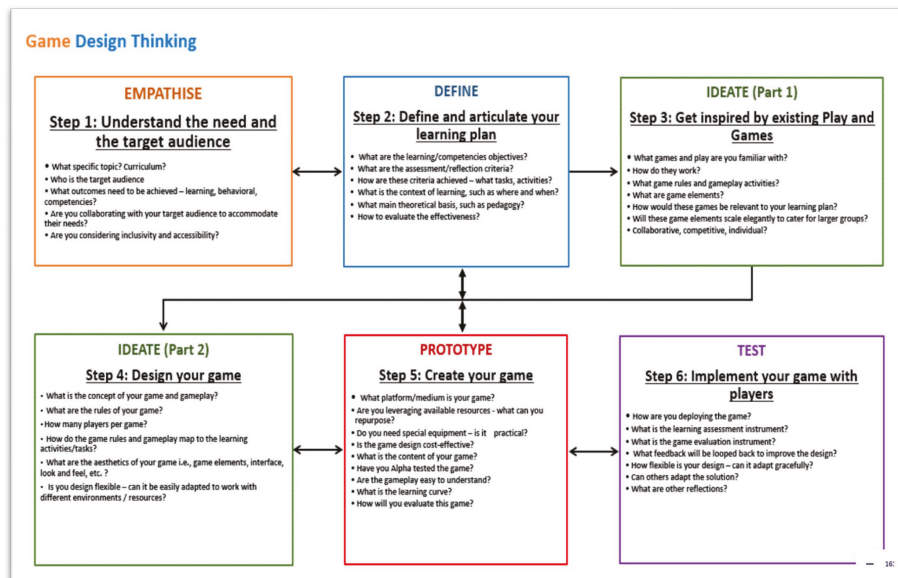 Game Design Thinking
EMPATHISE
Step 1: Understand the need and
the target audience
• What specific topic? Curriculum?
• Who is the target audience
• What outcomes need to be achieved – learning, behavioral,
competencies?
• Are you collaborating with your target audience to accommodate
their needs?
• Are you considering inclusivity and accessibility?
DEFINE
Step 2: Define and articulate your
learning plan
• What are the learning/competencies objectives?
• What are the assessment/reflection criteria?
• How are these criteria achieved – what tasks, activities?
• What is the context of learning, such as where and when?
• What main theoretical basis, such as pedagogy?
• How to evaluate the effectiveness?
IDEATE (Part 1)
Step 3: Get inspired by existing Play and
Games
• What games and play are you familiar with?
• How do they work?
• What game rules and gameplay activities?
• What are game elements?
• How would these games be relevant to your learning plan?
• Will these game elements scale elegantly to cater for larger groups?
• Collaborative, competitive, individual?
IDEATE (Part 2)
Step 4: Design your game
• What is the concept of your game and gameplay?
• What are the rules of your game?
• How many players per game?
• How do the game rules and gameplay map to the learning
activities/tasks?
• What are the aesthetics of your game i.e., game elements, interface,
look and feel, etc. ?
• Is you design flexible – can it be easily adapted to work with
different environments / resources?
PROTOTYPE
Step 5: Create your game
• What platform/medium is your game?
• Are you leveraging available resources - what can you
repurpose?
• Do you need special equipment – is it practical?
• Is the game design cost-effective?
• What is the content of your game?
• Have you Alpha tested the game?
• Are the gameplay easy to understand?
• What is the learning curve?
• How will you evaluate this game?
TEST
Step 6: Implement your game with
players
• How are you deploying the game?
• What is the learning assessment instrument?
• What is the game evaluation instrument?
• What feedback will be looped back to improve the design?
• How flexible is your design – can it adapt gracefully?
• Can others adapt the solution?
• What are other reflections?